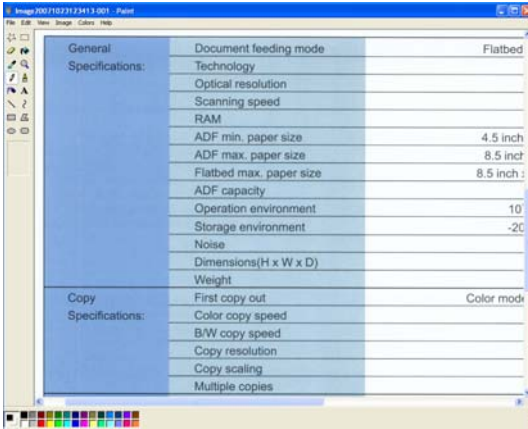 Image20071023123413-001 - Paint
File Edit View Image Colors Help
General Document feeding mode Flatbed
Specifications: Technology
Optical resolution
Scanning speed
RAM
ADF min. paper size 4.5 inch
ADF max. paper size 8.5 inch
Flatbed max. paper size 8.5 inch
ADF capacity
Operation environment 10
Storage environment -20
Noise
Dimensions(H x W x D)
Weight
Copy First copy out Color mode
Specifications: Color copy speed
B/W copy speed
Copy resolution
Copy scaling
Multiple copies